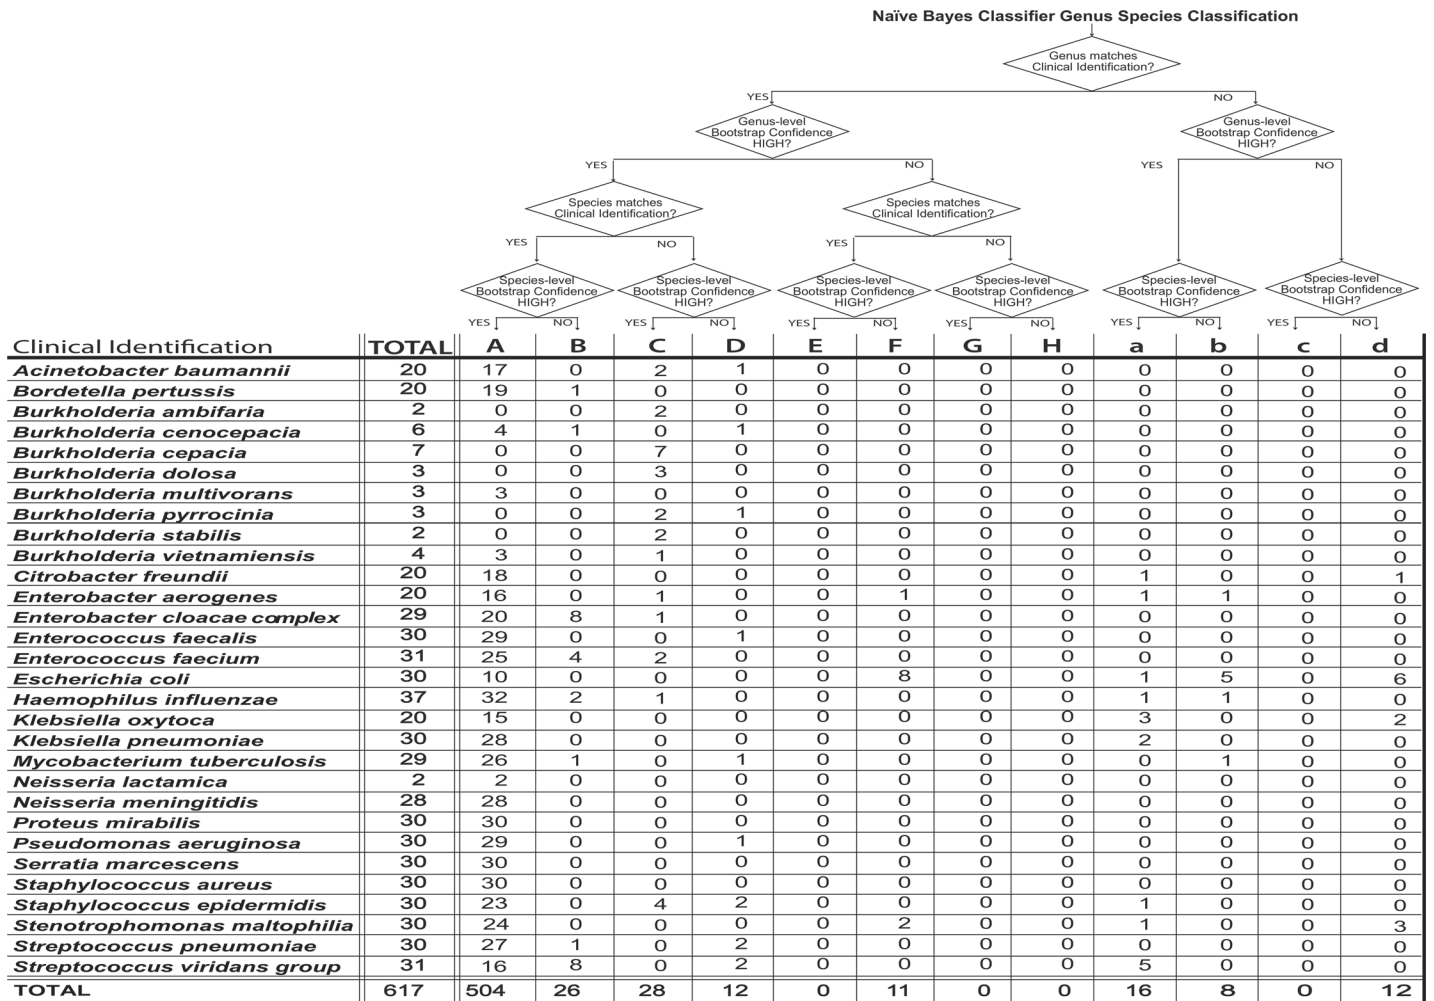 Naïve Bayes Classifier Genus Species Classification
Genus matches
Clinical Identification?
YES NO
Genus-level
Bootstrap Confidence
HIGH?
Genus-level
Bootstrap Confidence
HIGH?
YES NO YES NO
Species matches
Clinical Identification?
Species matches
Clinical Identification?
YES NO YES NO
Species-level
Bootstrap Confidence
HIGH?
Species-level
Bootstrap Confidence
HIGH?
Species-level
Bootstrap Confidence
HIGH?
Species-level
Bootstrap Confidence
HIGH?
Species-level
Bootstrap Confidence
HIGH?
Species-level
Bootstrap Confidence
HIGH?
YES NO YES NO YES NO YES NO YES NO YES NO
Clinical Identification TOTAL A B C D E F G H a b c d
Acinetobacter baumannii 20 17 0 2 1 0 0 0 0 0 0 0 0
Bordetella pertussis 20 19 1 0 0 0 0 0 0 0 0 0 0
Burkholderia ambifaria 2 0 0 2 0 0 0 0 0 0 0 0 0
Burkholderia cenocepacia 6 4 1 0 1 0 0 0 0 0 0 0 0
Burkholderia cepacia 7 0 0 7 0 0 0 0 0 0 0 0 0
Burkholderia dolosa 3 0 0 3 0 0 0 0 0 0 0 0 0
Burkholderia multivorans 3 3 0 0 0 0 0 0 0 0 0 0 0
Burkholderia pyrrocinia 3 0 0 2 1 0 0 0 0 0 0 0 0
Burkholderia stabilis 2 0 0 2 0 0 0 0 0 0 0 0 0
Burkholderia vietnamiensis 4 3 0 1 0 0 0 0 0 0 0 0 0
Citrobacter freundii 20 18 0 0 0 0 0 0 0 1 0 0 1
Enterobacter aerogenes 20 16 0 1 0 0 1 0 0 1 1 0 0
Enterobacter cloacae complex 29 20 8 1 0 0 0 0 0 0 0 0 0
Enterococcus faecalis 30 29 0 0 1 0 0 0 0 0 0 0 0
Enterococcus faecium 31 25 4 2 0 0 0 0 0 0 0 0 0
Escherichia coli 30 10 0 0 0 0 8 0 0 1 5 0 6
Haemophilus influenzae 37 32 2 1 0 0 0 0 0 1 1 0 0
Klebsiella oxytoca 20 15 0 0 0 0 0 0 0 3 0 0 2
Klebsiella pneumoniae 30 28 0 0 0 0 0 0 0 2 0 0 0
Mycobacterium tuberculosis 29 26 1 0 1 0 0 0 0 0 1 0 0
Neisseria lactamica 2 2 0 0 0 0 0 0 0 0 0 0 0
Neisseria meningitidis 28 28 0 0 0 0 0 0 0 0 0 0 0
Proteus mirabilis 30 30 0 0 0 0 0 0 0 0 0 0 0
Pseudomonas aeruginosa 30 29 0 0 1 0 0 0 0 0 0 0 0
Serratia marcescens 30 30 0 0 0 0 0 0 0 0 0 0 0
Staphylococcus aureus 30 30 0 0 0 0 0 0 0 0 0 0 0
Staphylococcus epidermidis 30 23 0 4 2 0 0 0 0 1 0 0 0
Stenotrophomonas maltophilia 30 24 0 0 0 0 2 0 0 1 0 0 3
Streptococcus pneumoniae 30 27 1 0 2 0 0 0 0 0 0 0 0
Streptococcus viridans group 31 16 8 0 2 0 0 0 0 5 0 0 0
TOTAL 617 504 26 28 12 0 11 0 0 16 8 0 12